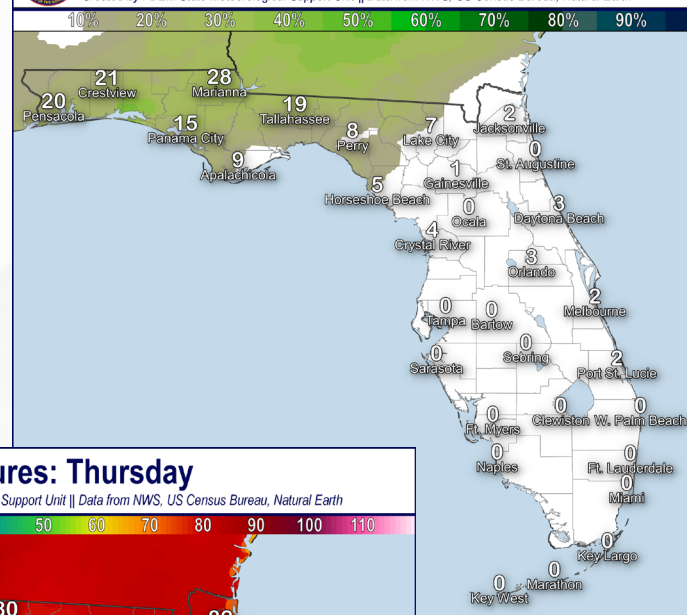 10% 20% 30% 40% 50% 60% 70% 80% 90%
21
Crestview
28
Marianna
20
Pensacola
19
Tallahassee
15
Panama City
8
Perry
7
Lake City
2
Jacksonville
9
Apalachicola
0
St. Augustine
1
Gainesville
5
Horseshoe Beach
0
Ocala
3
Daytona Beach
4
Crystal River
3
Orlando
2
Melbourne
0
Tampa
0
Bartow
0
Sebring
0
Sarasota
2
Port St. Lucie
0
Ft. Myers
0
Clewiston
0
W. Palm Beach
0
Naples
0
Ft. Lauderdale
0
Miami
0
Key Largo
0
Marathon
0
Key West
ures: Thursday
Support Unit || Data from NWS, US Census Bureau, Natural Earth
50 60 70 80 90 100 110